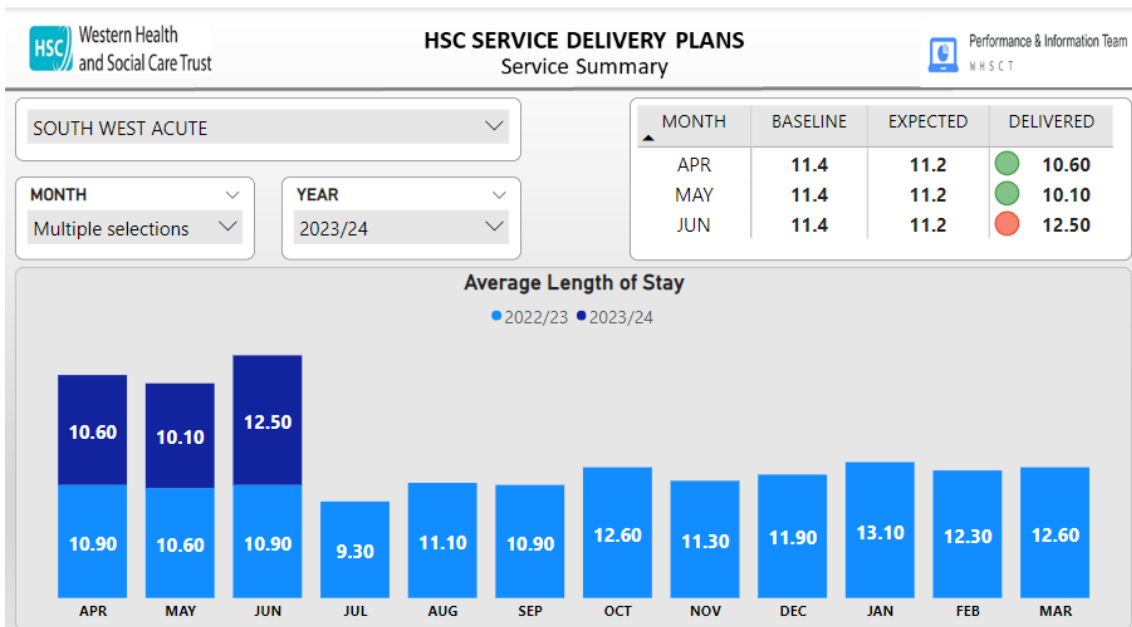 HSC
Western Health
and Social Care Trust
HSC SERVICE DELIVERY PLANS
Service Summary
Performance & Information Team
WHSCT
SOUTH WEST ACUTE
MONTH
Multiple selections
YEAR
2023/24
MONTH BASELINE EXPECTED DELIVERED
APR 11.4 11.2 10.60
MAY 11.4 11.2 10.10
JUN 11.4 11.2 12.50
Average Length of Stay
2022/23 2023/24
10.60 10.10 12.50
10.90 10.60 10.90 9.30 11.10 10.90 12.60 11.30 11.90 13.10 12.30 12.60
APR MAY JUN JUL AUG SEP OCT NOV DEC JAN FEB MAR